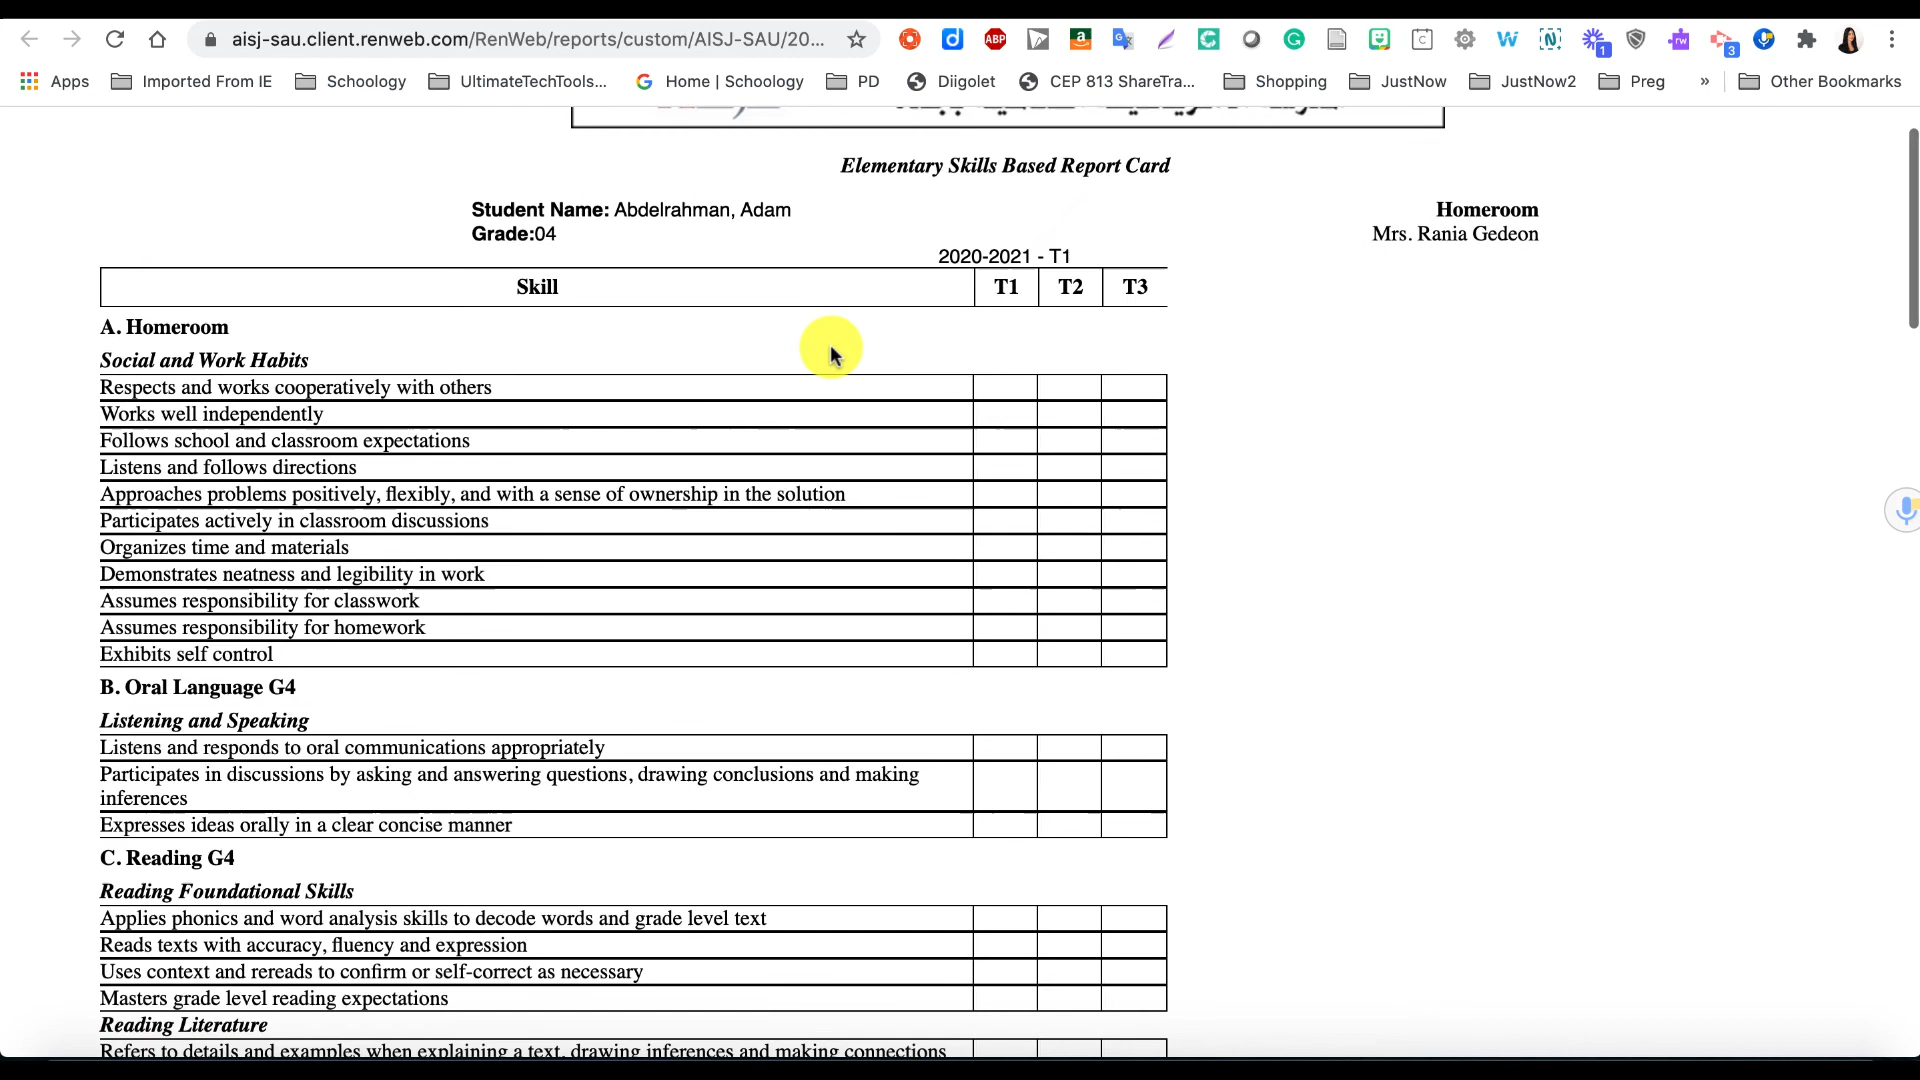 aisj-sau.client.renweb.com/RenWeb/reports/custom/AISJ-SAU/20...
Apps Imported From IE Schoology UltimateTechTools... Home | Schoology PD Diigolet CEP 813 ShareTra... Shopping JustNow JustNow2 Preg » Other Bookmarks
Elementary Skills Based Report Card
Student Name: Abdelrahman, Adam
Homeroom
Grade:04
Mrs. Rania Gedeon
2020-2021 - T1
Skill T1 T2 T3
A. Homeroom
Social and Work Habits
Respects and works cooperatively with others
Works well independently
Follows school and classroom expectations
Listens and follows directions
Approaches problems positively, flexibly, and with a sense of ownership in the solution
Participates actively in classroom discussions
Organizes time and materials
Demonstrates neatness and legibility in work
Assumes responsibility for classwork
Assumes responsibility for homework
Exhibits self control
B. Oral Language G4
Listening and Speaking
Listens and responds to oral communications appropriately
Participates in discussions by asking and answering questions, drawing conclusions and making
inferences
Expresses ideas orally in a clear concise manner
C. Reading G4
Reading Foundational Skills
Applies phonics and word analysis skills to decode words and grade level text
Reads texts with accuracy, fluency and expression
Uses context and rereads to confirm or self-correct as necessary
Masters grade level reading expectations
Reading Literature
Refers to details and examples when explaining a text, drawing inferences and making connections